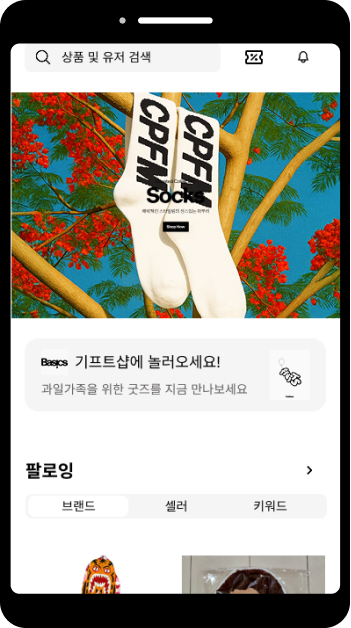 상품 및 유저 검색
CPFM
CPFM
Socks
Shop Now
Basics 기프트샵에 놀러오세요!
과일가족을 위한 굿즈를 지금 만나보세요
팔로잉
브랜드
셀러
키워드